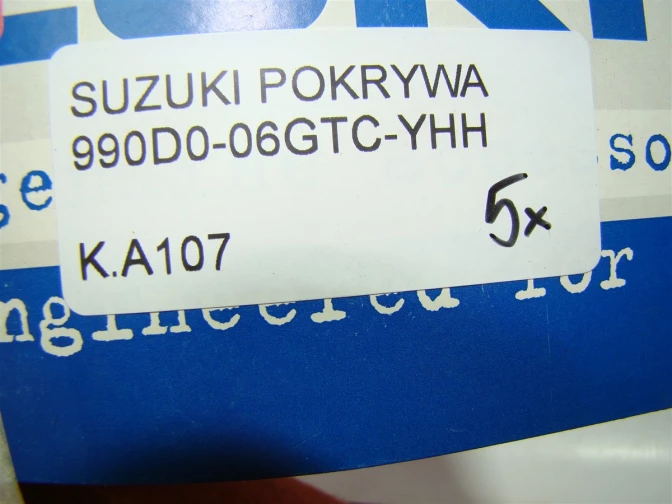 SUZUKI POKRYWA
990D0-06GTC-YHH
K.A107
5x
ngineered for